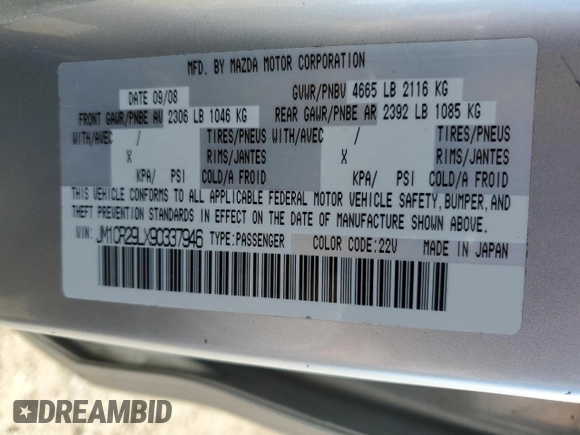 MFD. BY MAZDA MOTOR CORPORATION
DATE 09/08 GVWR/PNBV 4665 LB 2116 KG
FRONT GAWR/PNBE AV 2306 LB 1046 KG REAR GAWR/PNBE AR 2392 LB 1085 KG
WITH/AVEC / TIRES/PNEUS WITH/AVEC / TIRES/PNEUS
X RIMS/JANTES X RIMS/JANTES
KPA/ PSI COLD/A FROID KPA/ PSI COLD/A FROID
THIS VEHICLE CONFORMS TO ALL APPLICABLE FEDERAL MOTOR VEHICLE SAFETY, BUMPER, AND
THEFT PREVENTION STANDARDS IN EFFECT ON THE DATE OF MANUFACTURE SHOWN ABOVE.
VIN: JM1CR29LX90337946 TYPE:PASSENGER COLOR CODE:22V MADE IN JAPAN
DREAMBID